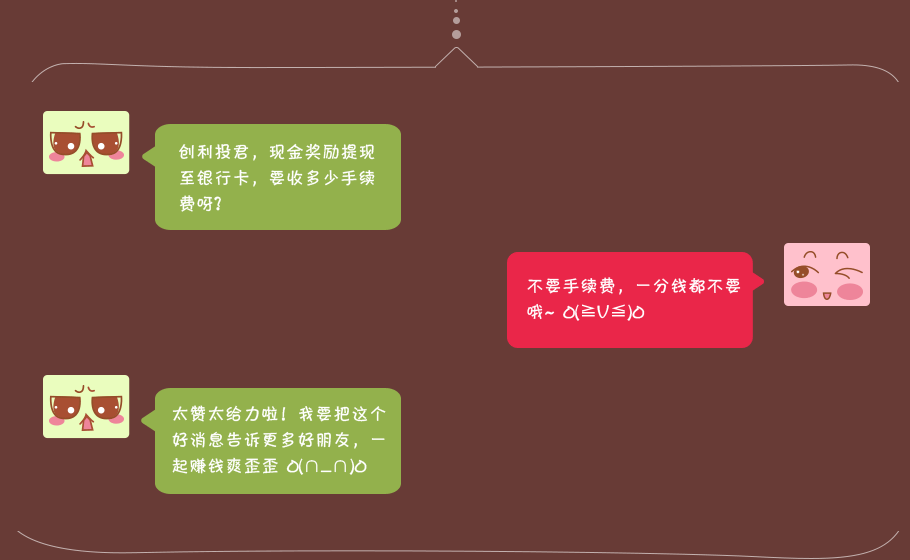 创利投君，现金奖励提现
至银行卡，要收多少手续
费呀？
不要手续费，一分钱都不要
哦~ O(≧V≦)O
太赞太给力啦！我要把这个
好消息告诉更多好朋友，一
起赚钱爽歪歪 O(∩_∩)O